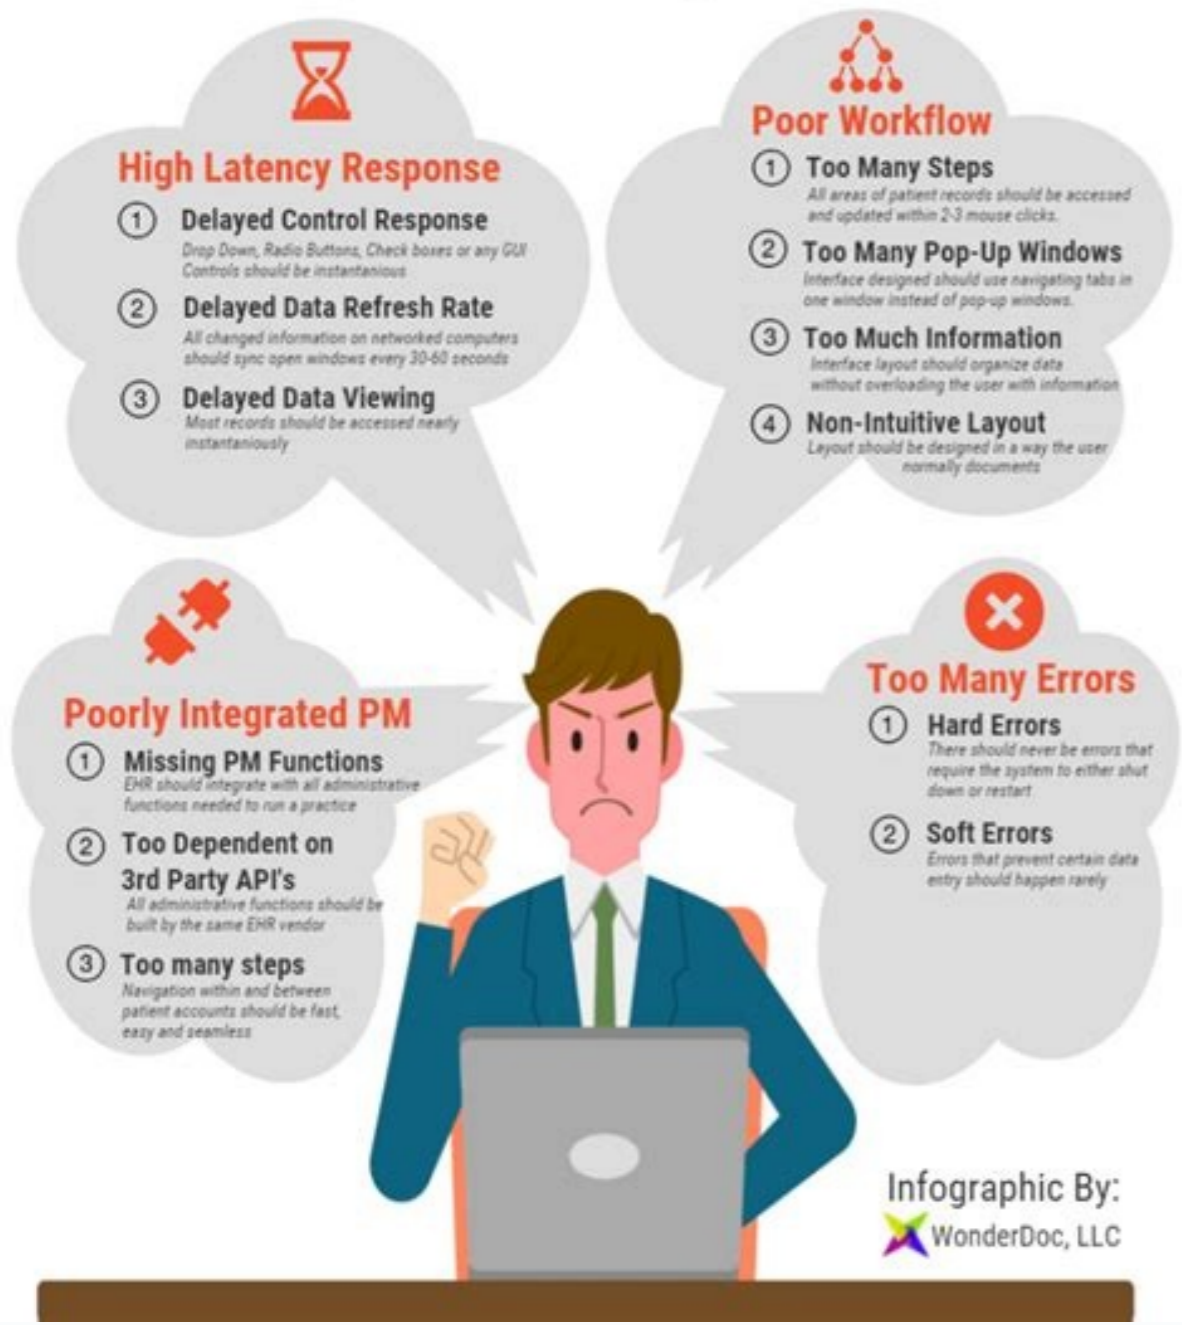 High Latency Response
1 Delayed Control Response
Drop Down, Radio Buttons, Check boxes or any GUI
Controls should be instantanious
2 Delayed Data Refresh Rate
All changed information on networked computers
should sync open windows every 30-60 seconds
3 Delayed Data Viewing
Most records should be accessed nearly
instantaniously
Poor Workflow
1 Too Many Steps
All areas of patient records should be accessed
and updated within 2-3 mouse clicks.
2 Too Many Pop-Up Windows
Interface designed should use navigating tabs in
one window instead of pop-up windows.
3 Too Much Information
Interface layout should organize data
without overloading the user with information
4 Non-Intuitive Layout
Layout should be designed in a way the user
normally documents
Poorly Integrated PM
1 Missing PM Functions
EHR should integrate with all administrative
functions needed to run a practice
2 Too Dependent on
3rd Party API's
All administrative functions should be
built by the same EHR vendor
3 Too many steps
Navigation within and between
patient accounts should be fast,
easy and seamless
Too Many Errors
1 Hard Errors
There should never be errors that
require the system to either shut
down or restart
2 Soft Errors
Errors that prevent certain data
entry should happen rarely
Infographic By:
WonderDoc, LLC